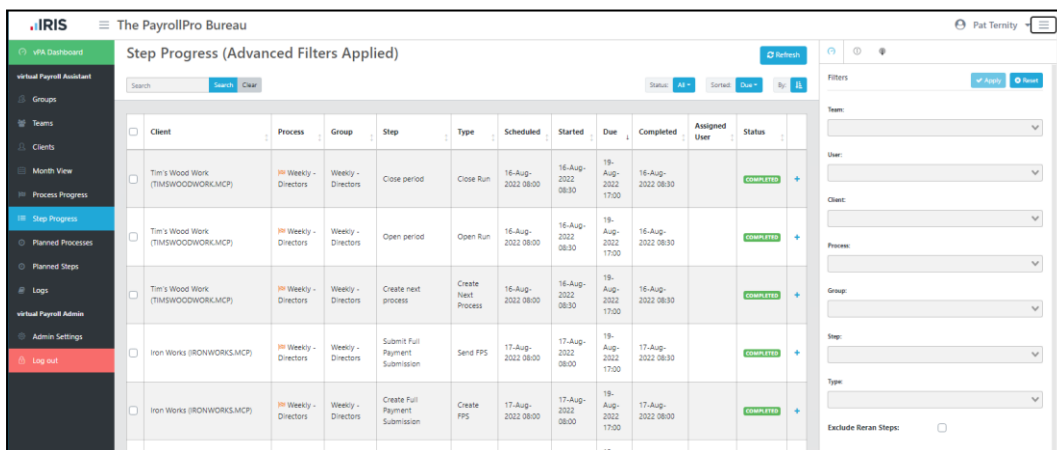 IRIS
The PayrollPro Bureau
Pat Ternity
vPA Dashboard
virtual Payroll Assistant
Groups
Teams
Clients
Month View
Process Progress
Step Progress
Planned Processes
Planned Steps
Logs
virtual Payroll Admin
Admin Settings
Log out
Step Progress (Advanced Filters Applied)
Refresh
Search Search Clear
Status: All Sorted: Due By:
Client Process Group Step Type Scheduled Started Due Completed Assigned User Status
Tim's Wood Work (TIMSWOODWORK.MCP) Weekly - Directors Weekly - Directors Close period Close Run 16-Aug-2022 08:00 16-Aug-2022 08:30 19-Aug-2022 17:00 16-Aug-2022 08:30 COMPLETED +
Tim's Wood Work (TIMSWOODWORK.MCP) Weekly - Directors Weekly - Directors Open period Open Run 16-Aug-2022 08:00 16-Aug-2022 08:30 19-Aug-2022 17:00 16-Aug-2022 08:30 COMPLETED +
Tim's Wood Work (TIMSWOODWORK.MCP) Weekly - Directors Weekly - Directors Create next process Create Next Process 16-Aug-2022 08:00 16-Aug-2022 08:30 19-Aug-2022 17:00 16-Aug-2022 08:30 COMPLETED +
Iron Works (IRONWORKS.MCP) Weekly - Directors Weekly - Directors Submit Full Payment Submission Send FPS 17-Aug-2022 08:00 17-Aug-2022 08:00 19-Aug-2022 17:00 17-Aug-2022 08:30 COMPLETED +
Iron Works (IRONWORKS.MCP) Weekly - Directors Weekly - Directors Create Full Payment Submission Create FPS 17-Aug-2022 08:00 17-Aug-2022 08:00 19-Aug-2022 17:00 17-Aug-2022 08:00 COMPLETED +
Filters
Apply
Reset
Team:
User:
Client:
Process:
Group:
Step:
Type:
Exclude Reran Steps: